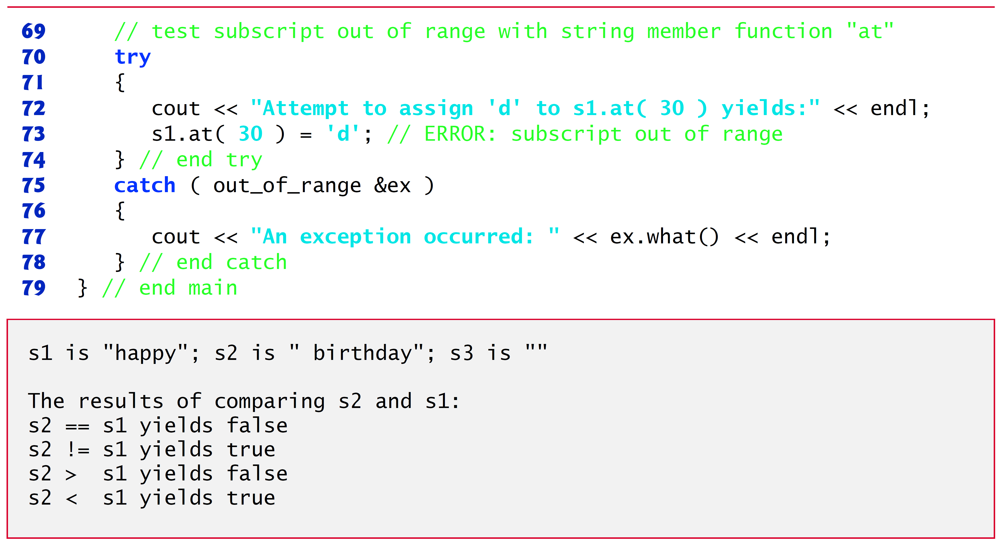 69 // test subscript out of range with string member function "at"
70 try
71 {
72 cout << "Attempt to assign 'd' to s1.at( 30 ) yields:" << endl;
73 s1.at( 30 ) = 'd'; // ERROR: subscript out of range
74 } // end try
75 catch ( out_of_range &ex )
76 {
77 cout << "An exception occurred: " << ex.what() << endl;
78 } // end catch
79 } // end main
s1 is "happy"; s2 is " birthday"; s3 is ""
The results of comparing s2 and s1:
s2 == s1 yields false
s2 != s1 yields true
s2 >  s1 yields false
s2 <  s1 yields true